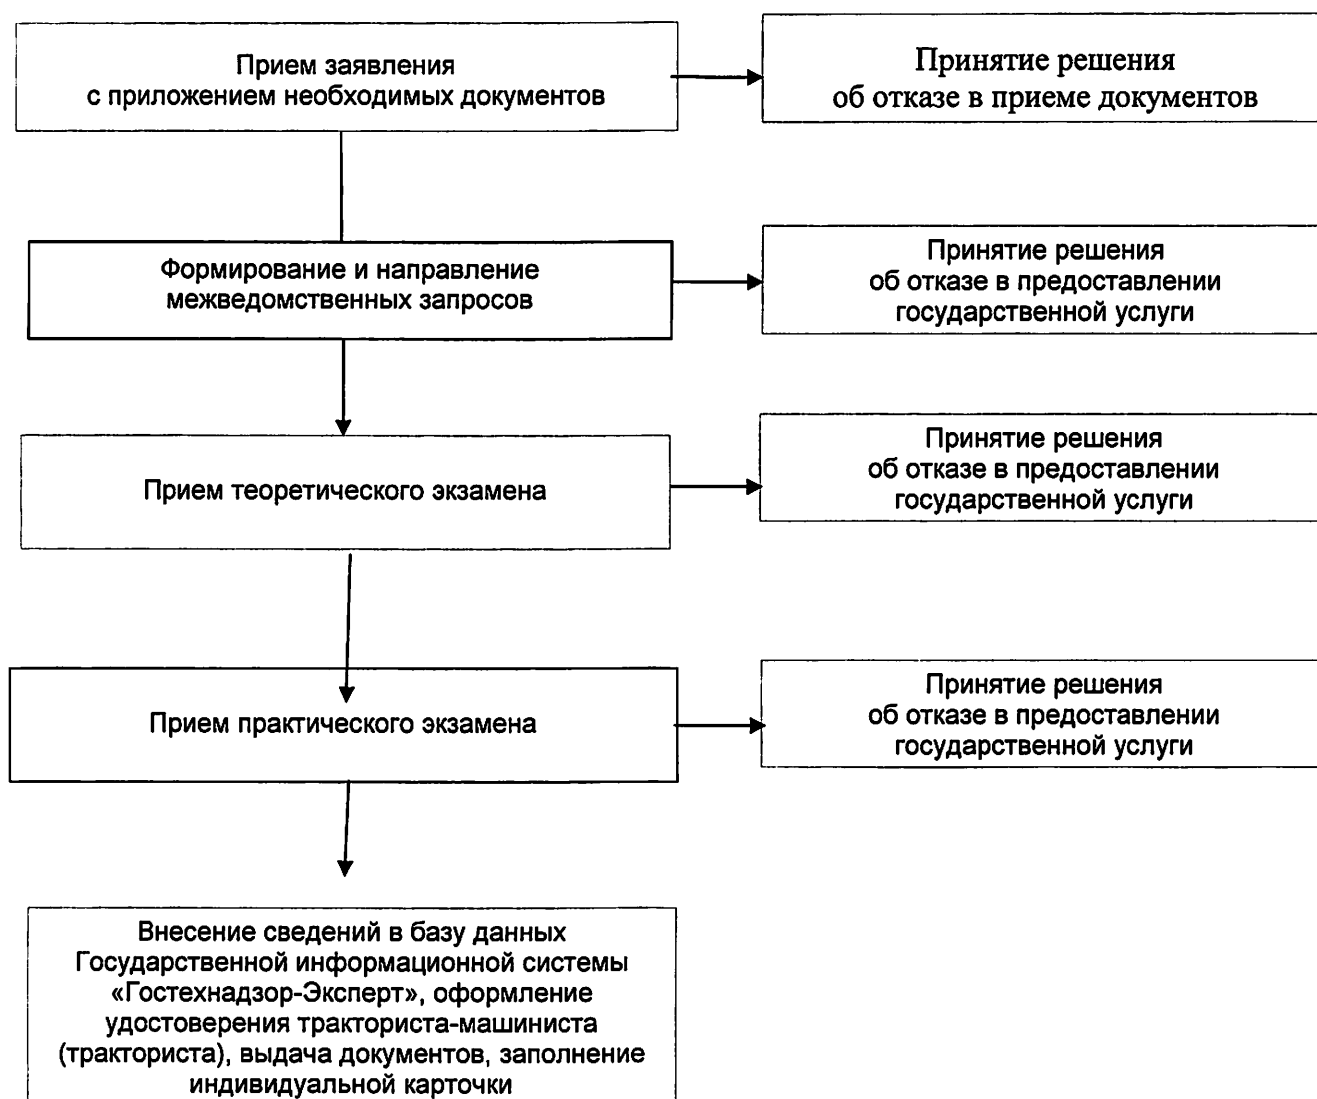 Прием заявления
с приложением необходимых документов
Принятие решения
об отказе в приеме документов
Формирование и направление
межведомственных запросов
Принятие решения
об отказе в предоставлении
государственной услуги
Прием теоретического экзамена
Принятие решения
об отказе в предоставлении
государственной услуги
Прием практического экзамена
Принятие решения
об отказе в предоставлении
государственной услуги
Внесение сведений в базу данных
Государственной информационной системы
«Гостехнадзор-Эксперт», оформление
удостоверения тракториста-машиниста
(тракториста), выдача документов, заполнение
индивидуальной карточки